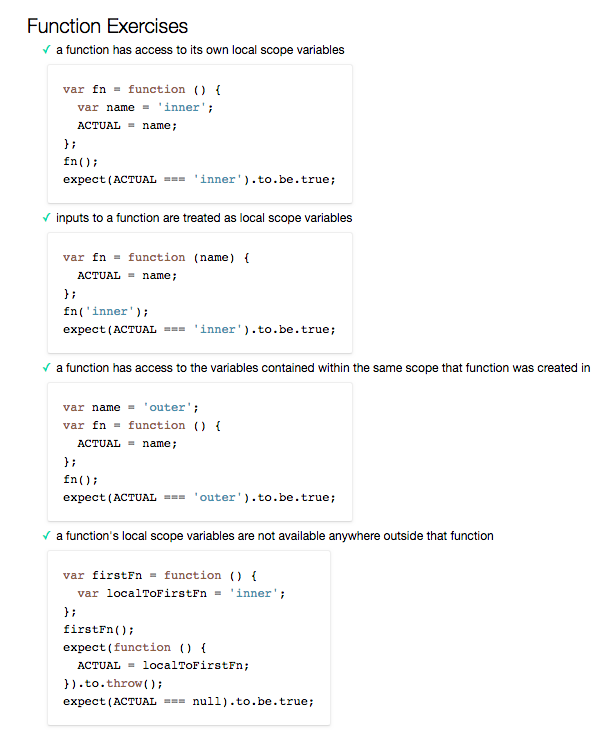 Function Exercises
✓ a function has access to its own local scope variables
var fn = function () {
  var name = 'inner';
  ACTUAL = name;
};
fn();
expect(ACTUAL === 'inner').to.be.true;
✓ inputs to a function are treated as local scope variables
var fn = function (name) {
  ACTUAL = name;
};
fn('inner');
expect(ACTUAL === 'inner').to.be.true;
✓ a function has access to the variables contained within the same scope that function was created in
var name = 'outer';
var fn = function () {
  ACTUAL = name;
};
fn();
expect(ACTUAL === 'outer').to.be.true;
✓ a function's local scope variables are not available anywhere outside that function
var firstFn = function () {
  var localToFirstFn = 'inner';
};
firstFn();
expect(function () {
  ACTUAL = localToFirstFn;
}).to.throw();
expect(ACTUAL === null).to.be.true;